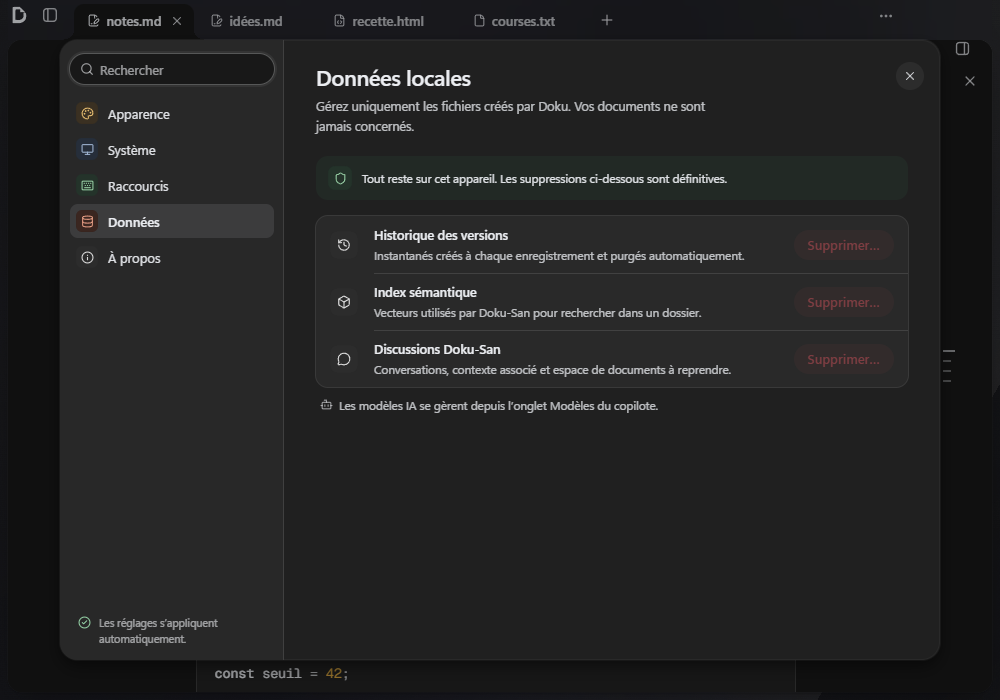 notes.md
idées.md
recette.html
courses.txt
Rechercher
Apparence
Système
Raccourcis
Données
À propos
Les réglages s'appliquent
automatiquement.
Données locales
Gérez uniquement les fichiers créés par Doku. Vos documents ne sont
jamais concernés.
Tout reste sur cet appareil. Les suppressions ci-dessous sont définitives.
Historique des versions
Instantanés créés à chaque enregistrement et purgés automatiquement.
Supprimer...
Index sémantique
Vecteurs utilisés par Doku-San pour rechercher dans un dossier.
Supprimer...
Discussions Doku-San
Conversations, contexte associé et espace de documents à reprendre.
Supprimer...
Les modèles IA se gèrent depuis l'onglet Modèles du copilote.
const seuil = 42;